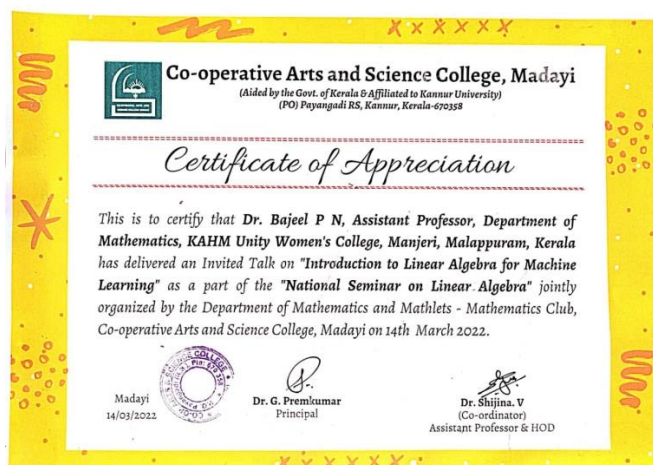 Co-operative Arts and Science College, Madayi
(Aided by the Govt. of Kerala & Affiliated to Kannur University)
(PO) Payangadi RS, Kannur, Kerala-670358
Certificate of Appreciation
This is to certify that Dr. Bajeel P N, Assistant Professor, Department of
Mathematics, KAHM Unity Women's College, Manjeri, Malappuram, Kerala
has delivered an Invited Talk on "Introduction to Linear Algebra for Machine
Learning" as a part of the "National Seminar on Linear Algebra" jointly
organized by the Department of Mathematics and Mathlets - Mathematics Club,
Co-operative Arts and Science College, Madayi on 14th March 2022.
Madayi
14/03/2022
Dr. G. Premkumar
Principal
Dr. Shijina. V
(Co-ordinator)
Assistant Professor & HOD